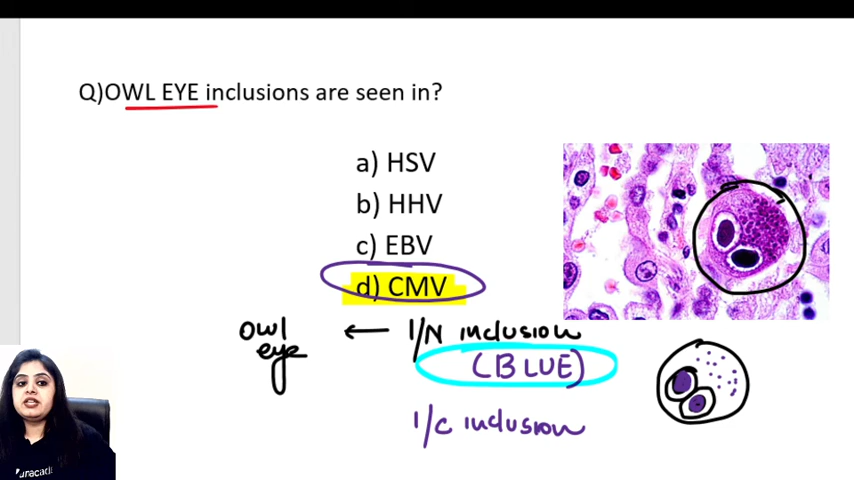 Q)OWL EYE inclusions are seen in?
a) HSV
b) HHV
c) EBV
d) CMV
owl eye ← I/N inclusion
(BLUE)
I/C inclusion